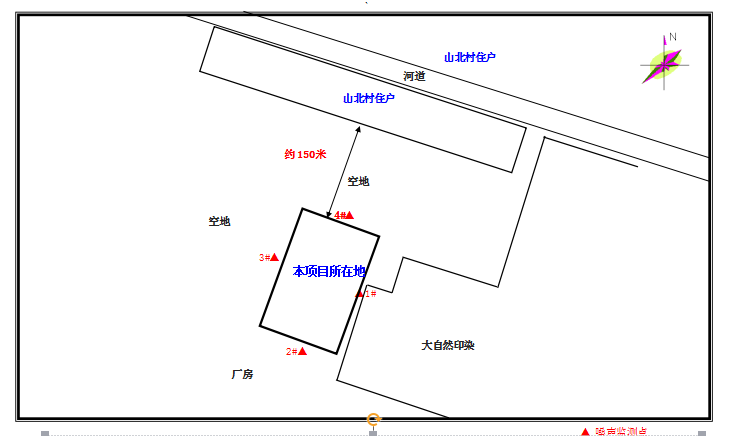 N
山北村住户
河道
山北村住户
约150米
空地
4#▲
空地
3#▲
本项目所在地
▲1#
大自然印染
2#▲
厂房
▲ 噪声监测点